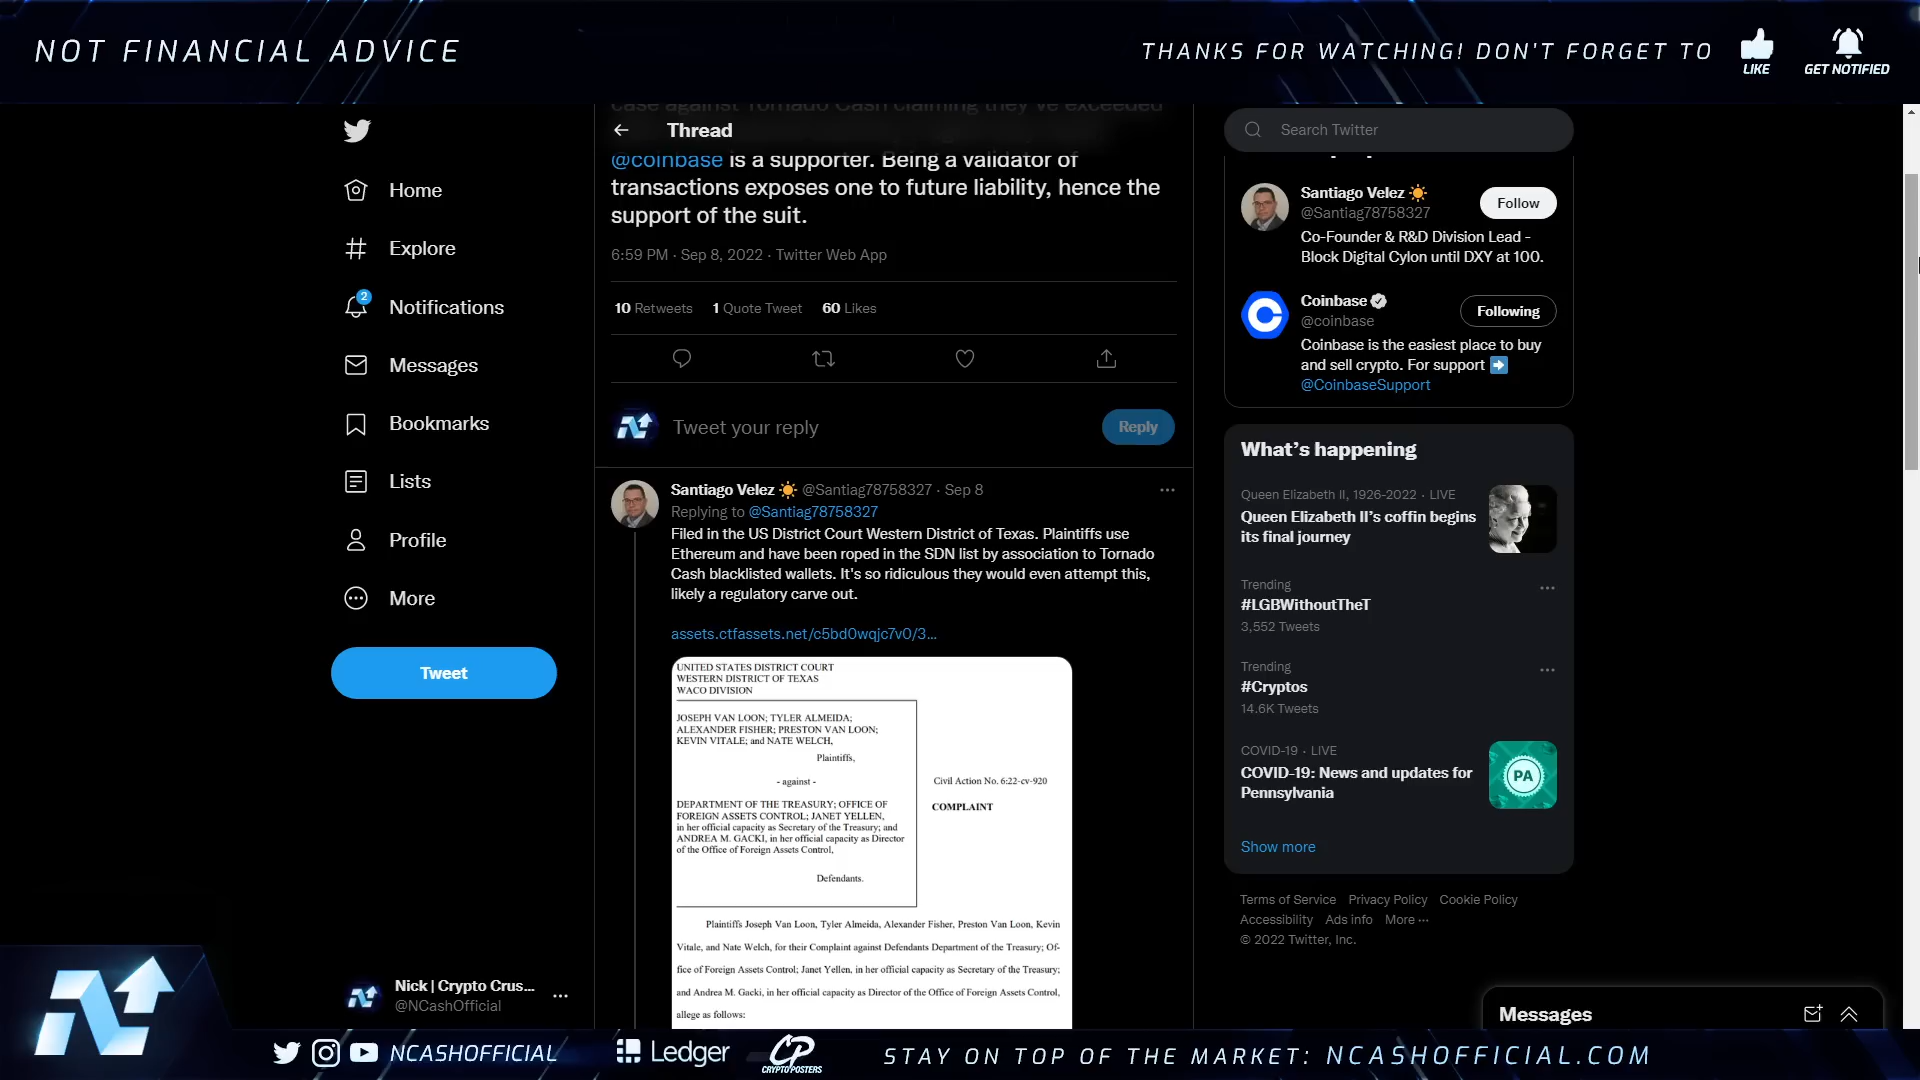 NOT FINANCIAL ADVICE
THANKS FOR WATCHING! DON'T FORGET TO
LIKE
GET NOTIFIED
Home
Explore
2
Notifications
Messages
Bookmarks
Lists
Profile
More
Tweet
Nick | Crypto Crus...
@NCashOfficial
case against Tornado Cash claiming they've exceeded
Thread
@coinbase is a supporter. Being a validator of
transactions exposes one to future liability, hence the
support of the suit.
6:59 PM · Sep 8, 2022 · Twitter Web App
10 Retweets 1 Quote Tweet 60 Likes
Tweet your reply
Reply
Santiago Velez @Santiag78758327 · Sep 8
Replying to @Santiag78758327
Filed in the US District Court Western District of Texas. Plaintiffs use
Ethereum and have been roped in the SDN list by association to Tornado
Cash blacklisted wallets. It's so ridiculous they would even attempt this,
likely a regulatory carve out.
assets.ctfassets.net/c5bd0wqjc7v0/3...
UNITED STATES DISTRICT COURT
WESTERN DISTRICT OF TEXAS
WACO DIVISION
JOSEPH VAN LOON; TYLER ALMEIDA;
ALEXANDER FISHER; PRESTON VAN LOON;
KEVIN VITALE; and NATE WELCH,
Plaintiffs,
- against -
DEPARTMENT OF THE TREASURY; OFFICE OF
FOREIGN ASSETS CONTROL; JANET YELLEN,
in her official capacity as Secretary of the Treasury; and
ANDREA M. GACKI, in her official capacity as Director
of the Office of Foreign Assets Control,
Defendants.
Civil Action No. 6:22-cv-920
COMPLAINT
Plaintiffs Joseph Van Loon, Tyler Almeida, Alexander Fisher, Preston Van Loon, Kevin
Vitale, and Nate Welch, for their Complaint against Defendants Department of the Treasury; Of-
fice of Foreign Assets Control; Janet Yellen, in her official capacity as Secretary of the Treasury;
and Andrea M. Gacki, in her official capacity as Director of the Office of Foreign Assets Control,
allege as follows:
Search Twitter
Santiago Velez
@Santiag78758327
Follow
Co-Founder & R&D Division Lead -
Block Digital Cylon until DXY at 100.
Coinbase
@coinbase
Following
Coinbase is the easiest place to buy
and sell crypto. For support
@CoinbaseSupport
What's happening
Queen Elizabeth II, 1926-2022 · LIVE
Queen Elizabeth II's coffin begins
its final journey
Trending
#LGBWithoutTheT
3,552 Tweets
Trending
#Cryptos
14.6K Tweets
COVID-19 · LIVE
COVID-19: News and updates for
Pennsylvania
PA
Show more
Terms of Service Privacy Policy Cookie Policy
Accessibility Ads info More ···
© 2022 Twitter, Inc.
Messages
NCASHOFFICIAL
Ledger
CP
CRYPTO POSTERS
STAY ON TOP OF THE MARKET: NCASHOFFICIAL.COM